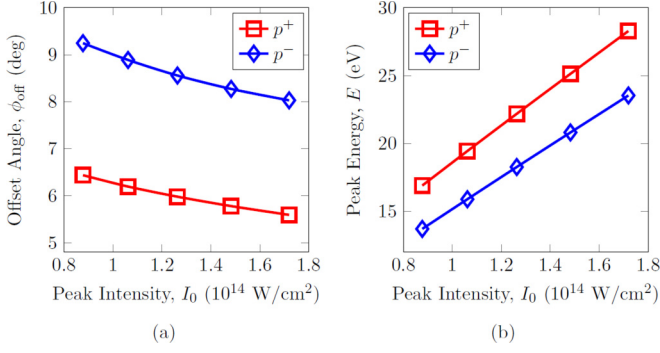 10
9
8
7
6
5
0.8 1 1.2 1.4 1.6 1.8
Offset Angle, ϕoff (deg)
Peak Intensity, I0 (10^14 W/cm^2)
p+
p−
(a)
30
25
20
15
0.8 1 1.2 1.4 1.6 1.8
Peak Energy, E (eV)
Peak Intensity, I0 (10^14 W/cm^2)
p+
p−
(b)